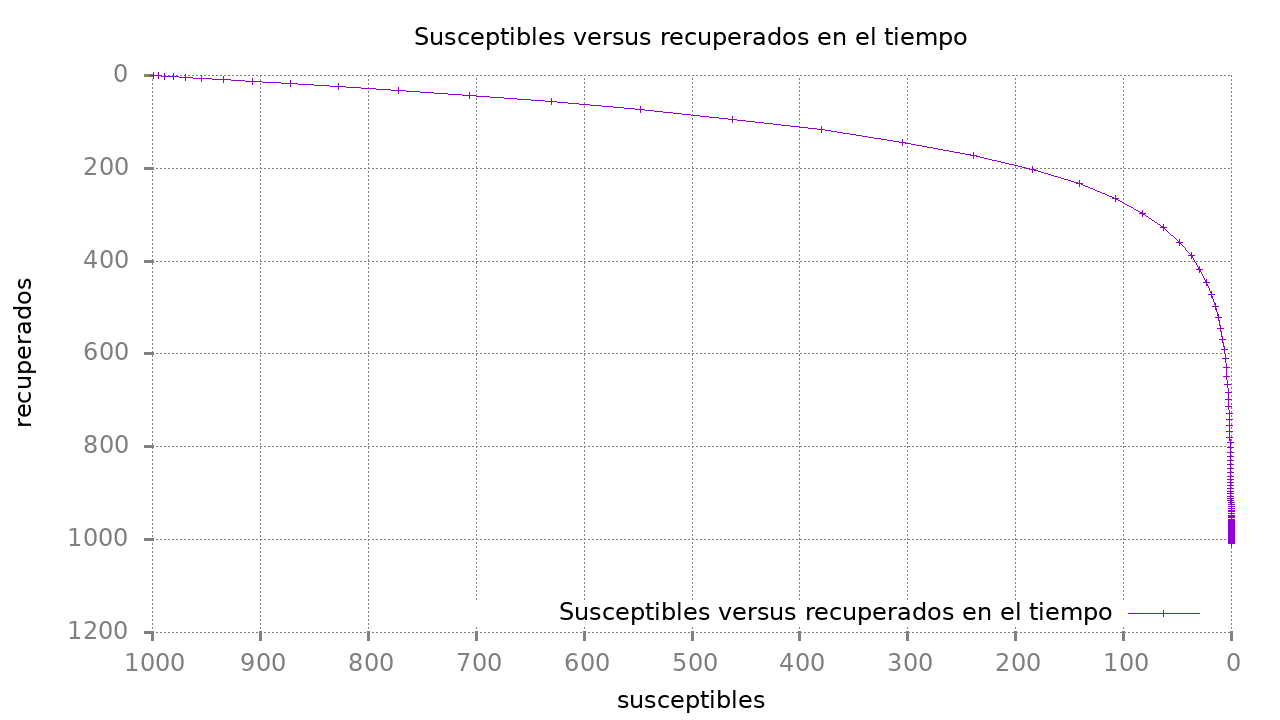 Susceptibles versus recuperados en el tiempo
0
200
400
600
800
1000
1200
recuperados
Susceptibles versus recuperados en el tiempo
1000 900 800 700 600 500 400 300 200 100 0
susceptibles